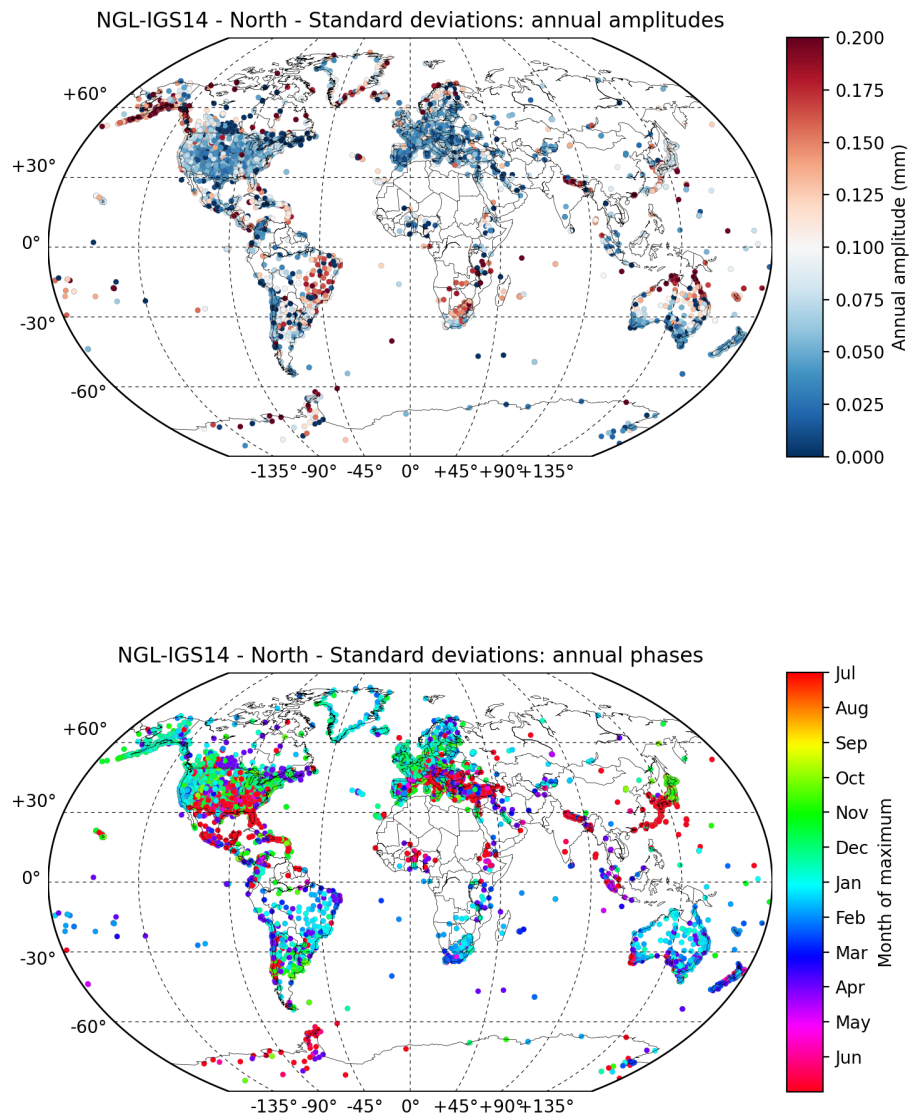 NGL-IGS14 - North - Standard deviations: annual amplitudes
+60°
+30°
0°
-30°
-60°
-135° -90° -45° 0° +45° +90° +135°
0.200
0.175
0.150
0.125
0.100
0.075
0.050
0.025
0.000
Annual amplitude (mm)
NGL-IGS14 - North - Standard deviations: annual phases
+60°
+30°
0°
-30°
-60°
-135° -90° -45° 0° +45° +90° +135°
Jul
Aug
Sep
Oct
Nov
Dec
Jan
Feb
Mar
Apr
May
Jun
Month of maximum